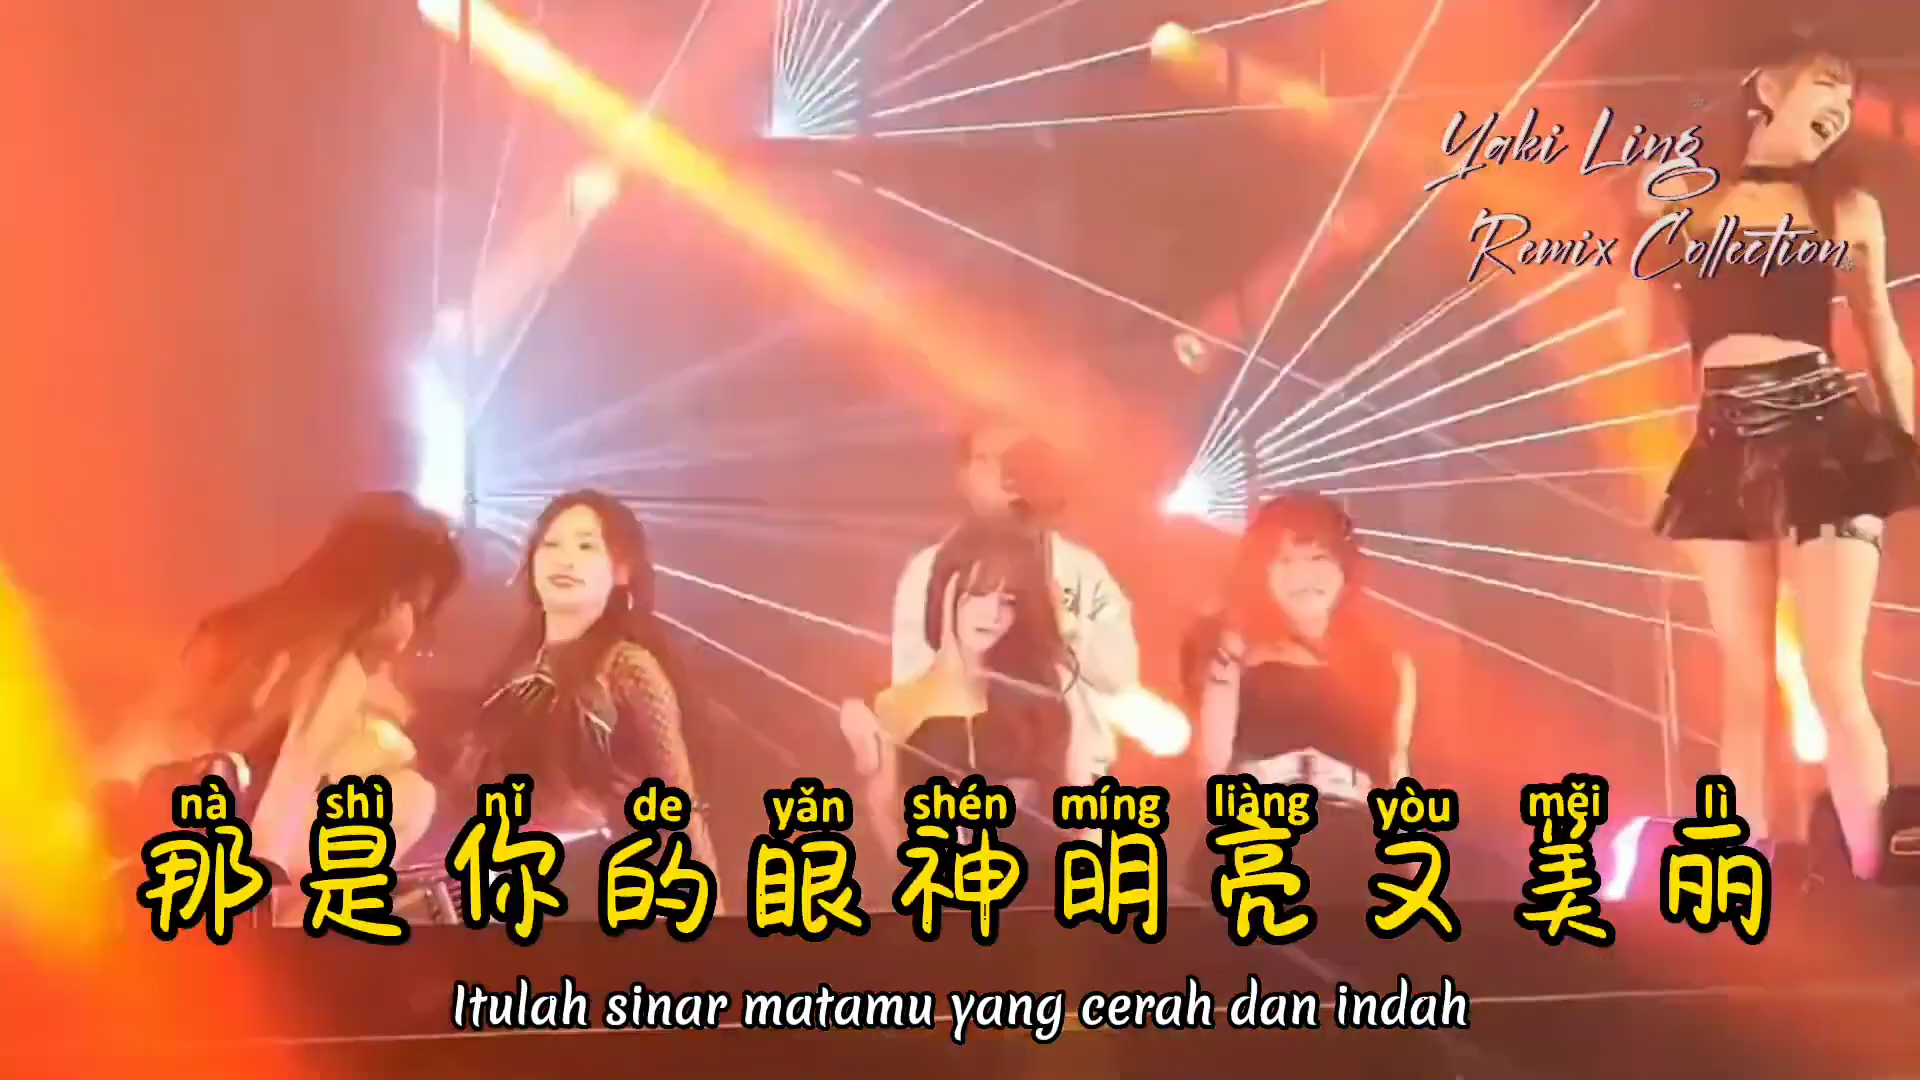 Yaki Ling
Remix Collection
nà shì nǐ de yǎn shén míng liàng yòu měi lì
那是你的眼神明亮又美丽
Itulah sinar matamu yang cerah dan indah